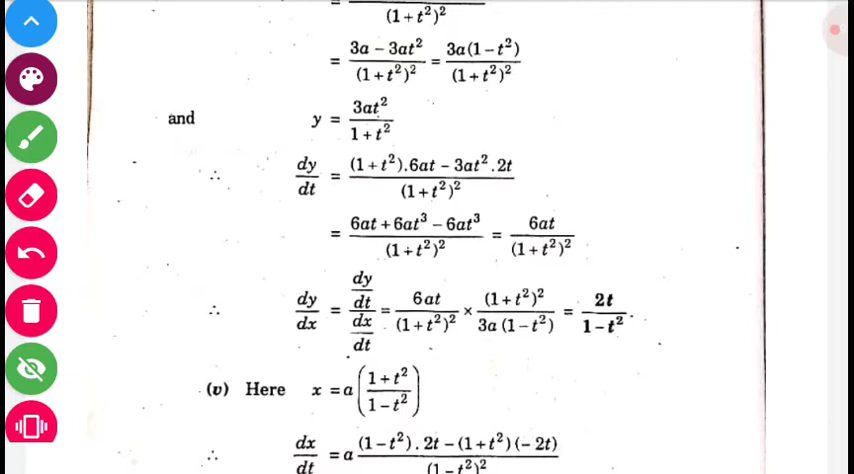 = (1+t²)²
= 3a – 3at² / (1+t²)² = 3a(1–t²) / (1+t²)²
and y = 3at² / 1+t²
∴ dy/dt = (1+t²).6at – 3at².2t / (1+t²)²
= 6at+6at³ – 6at³ / (1+t²)² = 6at / (1+t²)²
∴ dy/dx = dy/dt / dx/dt = 6at / (1+t²)² × (1+t²)² / 3a (1–t²) = 2t / 1–t² .
(v) Here x = a (1+t² / 1–t²)
∴ dx/dt = a (1–t²).2t–(1+t²)(–2t) / (1–t²)²